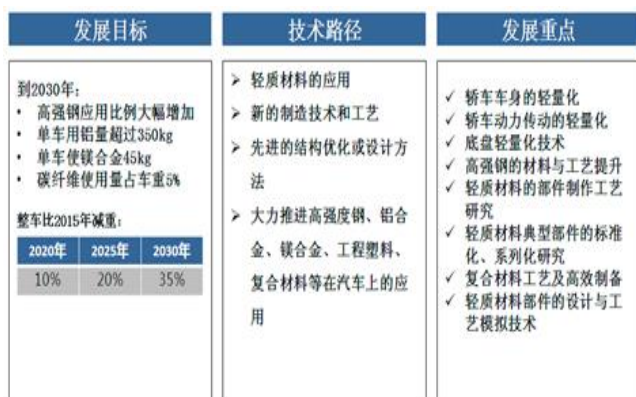 发展目标
到2030年:
• 高强钢应用比例大幅增加
• 单车用铝量超过350kg
• 单车使镁合金45kg
• 碳纤维使用量占车重5%
整车比2015年减重:
2020年 2025年 2030年
10% 20% 35%
技术路径
➢ 轻质材料的应用
➢ 新的制造技术和工艺
➢ 先进的结构优化或设计方
法
➢ 大力推进高强度钢、铝合
金、镁合金、工程塑料、
复合材料等在汽车上的应
用
发展重点
✓ 轿车车身的轻量化
✓ 轿车动力传动的轻量化
✓ 底盘轻量化技术
✓ 高强钢的材料与工艺提升
✓ 轻质材料的部件制作工艺
研究
✓ 轻质材料典型部件的标准
化、系列化研究
✓ 复合材料工艺及高效制备
✓ 轻质材料部件的设计与工
艺模拟技术